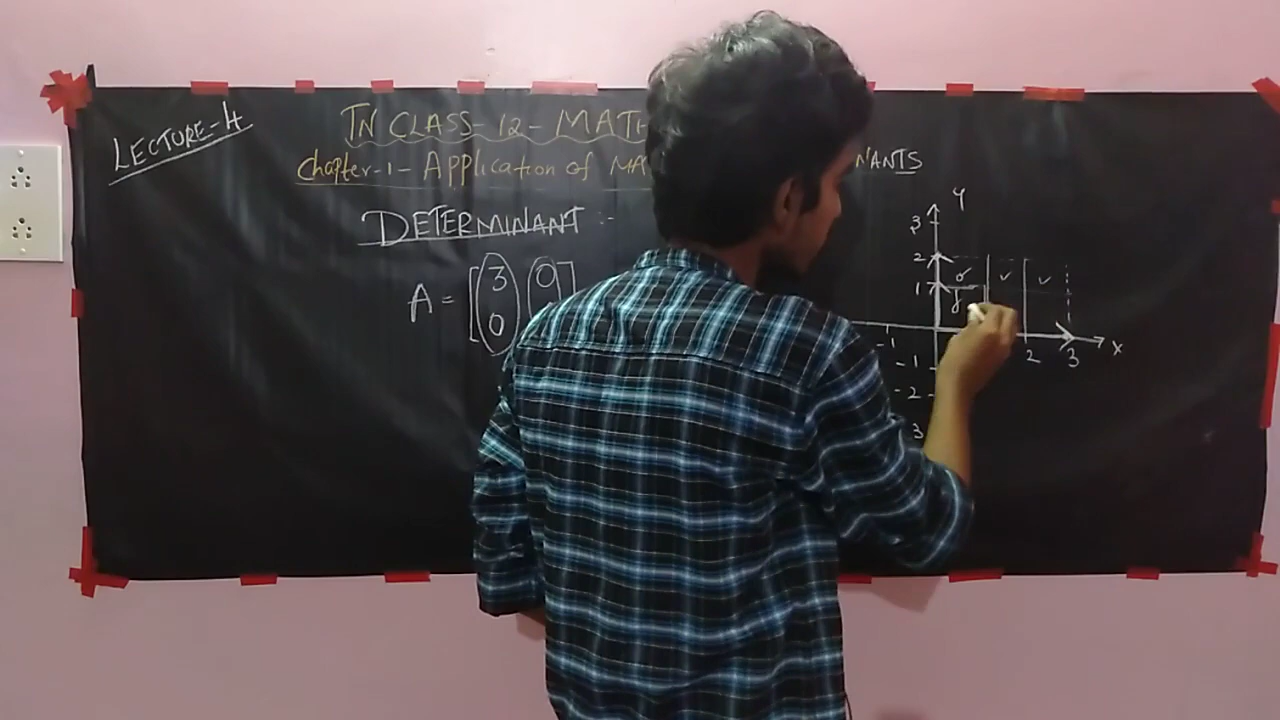 LECTURE-4
TN CLASS-12-MATH
Chapter-1-Application of MA NANTS
DETERMINANT :-
A = [3 0
0
Y
3
2
1
-1 2 3 X
-1
-2
3